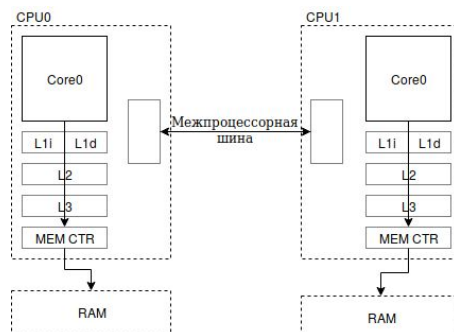 CPU0
CPU1
Core0
Core0
Межпроцессорная
шина
L1i L1d
L1i L1d
L2
L2
L3
L3
MEM CTR
MEM CTR
RAM
RAM